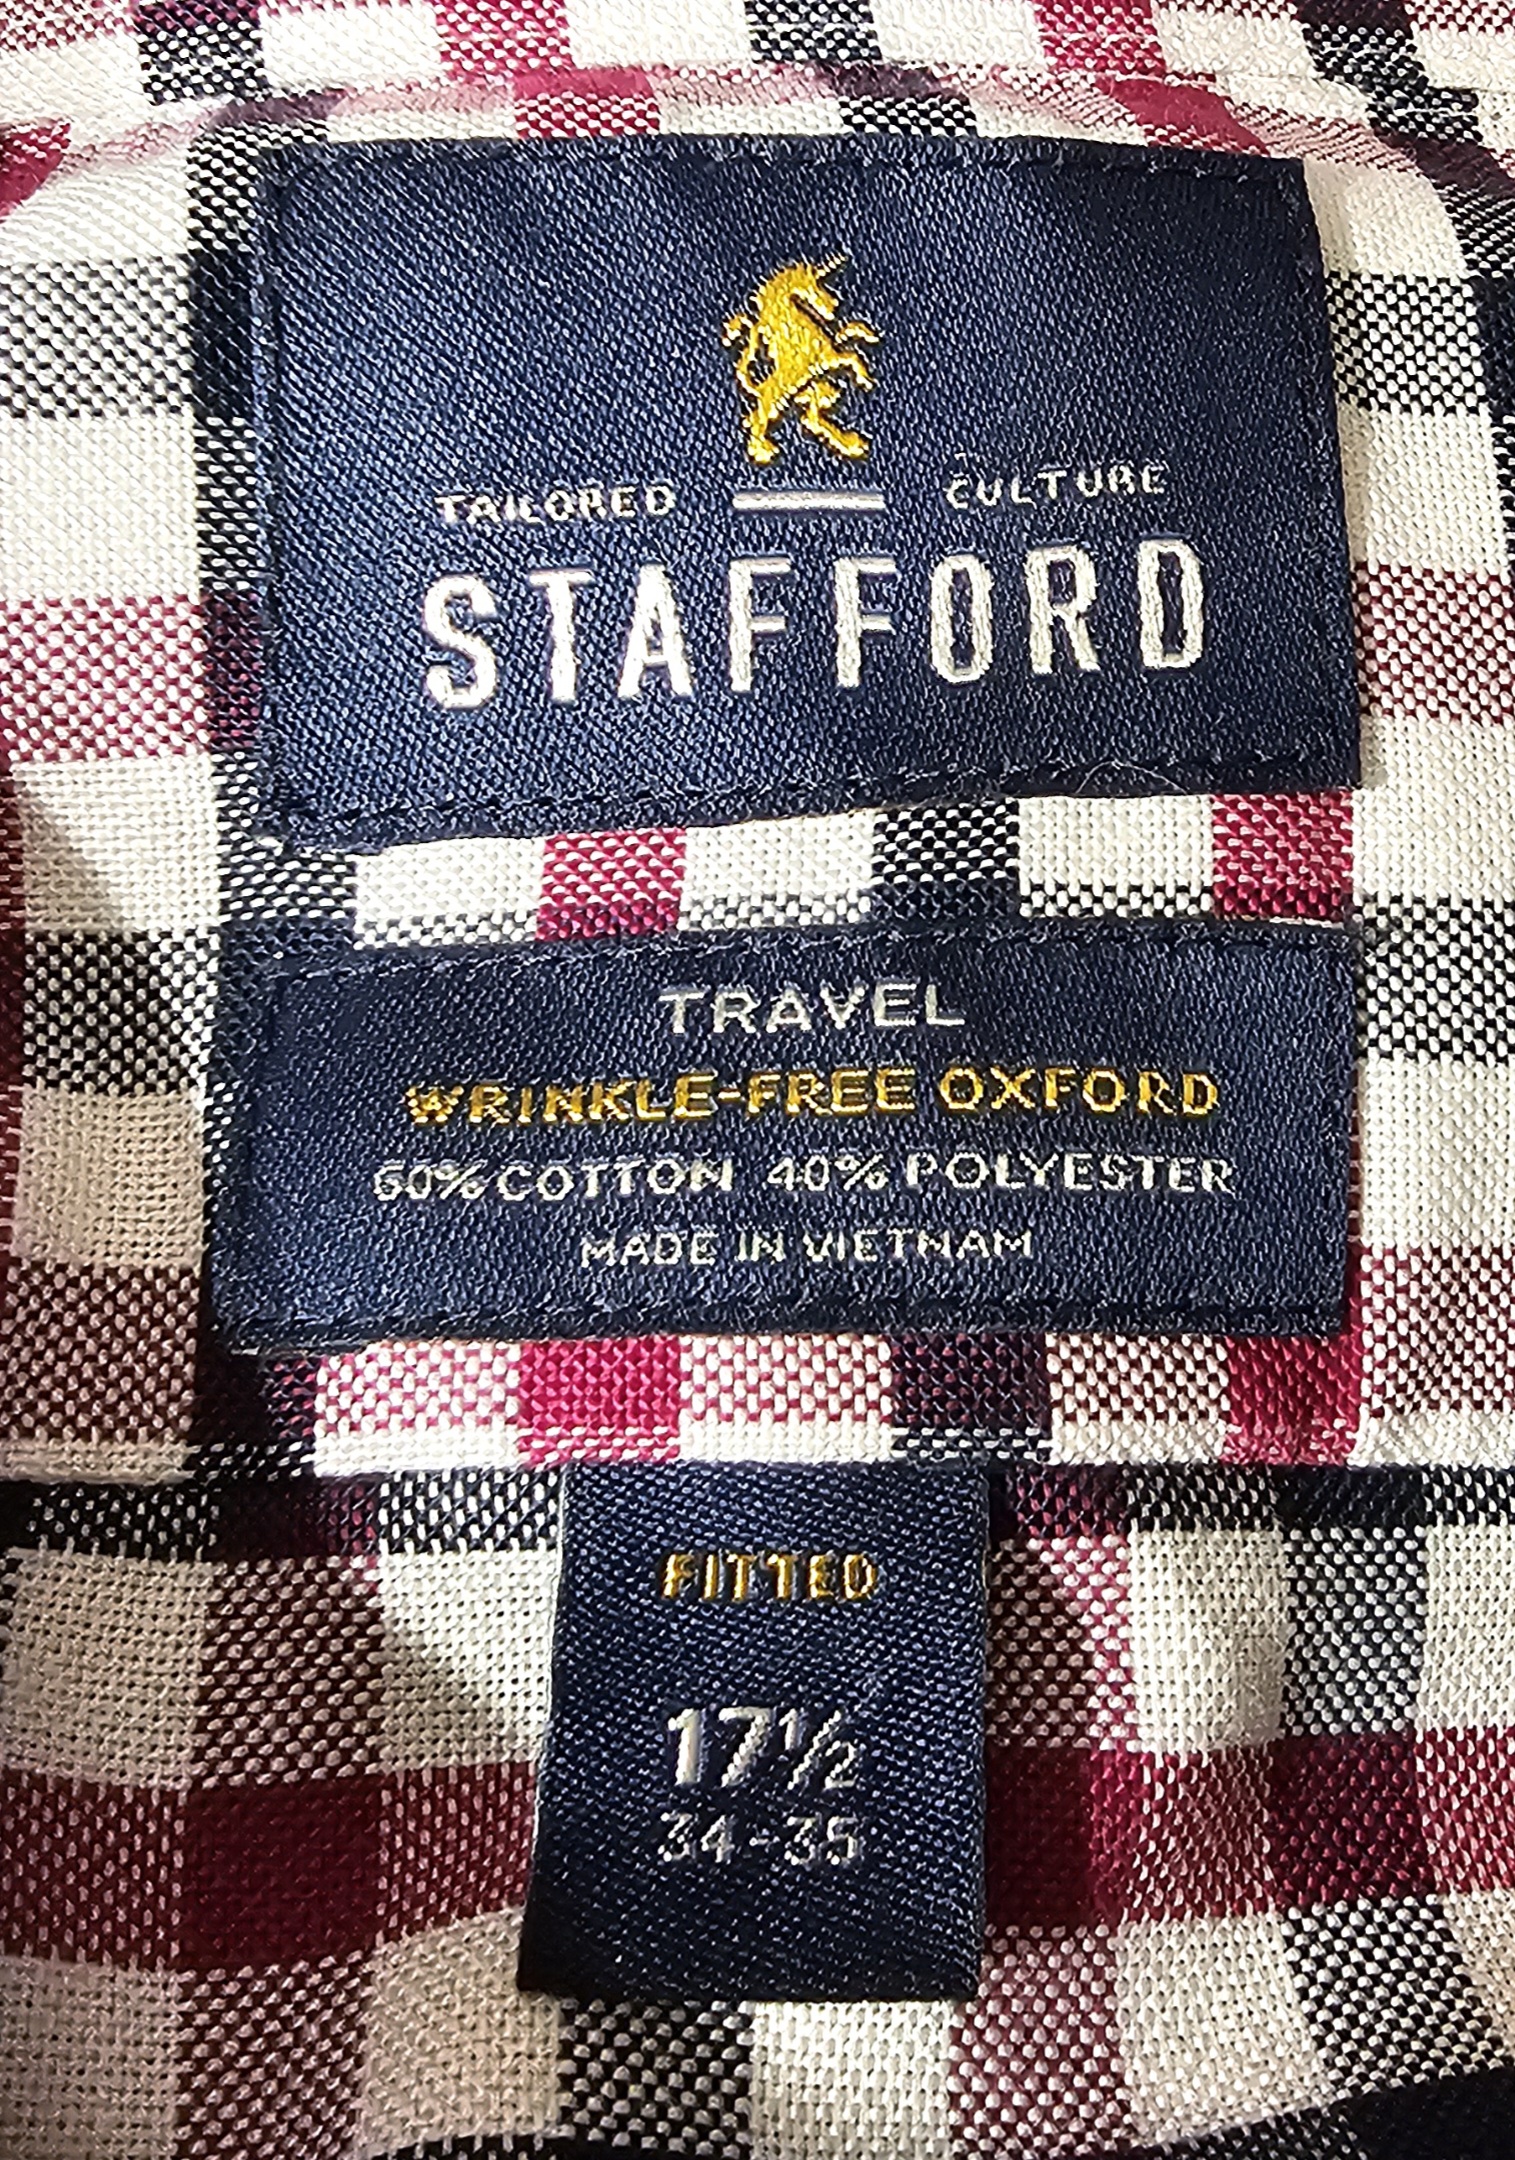 TAILORED CULTURE
STAFFORD
TRAVEL
WRINKLE-FREE OXFORD
60% COTTON 40% POLYESTER
MADE IN VIETNAM
FITTED
17½
34-35